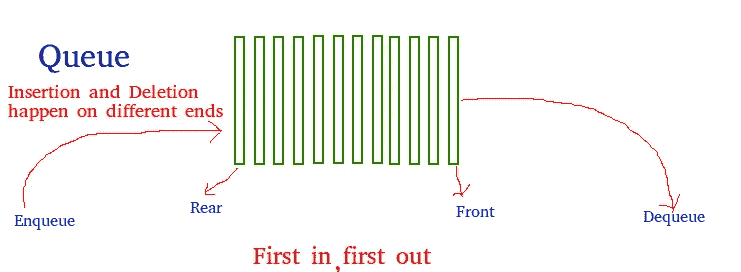 Queue
Insertion and Deletion
happen on different ends
Enqueue
Rear
Front
Dequeue
First in,first out